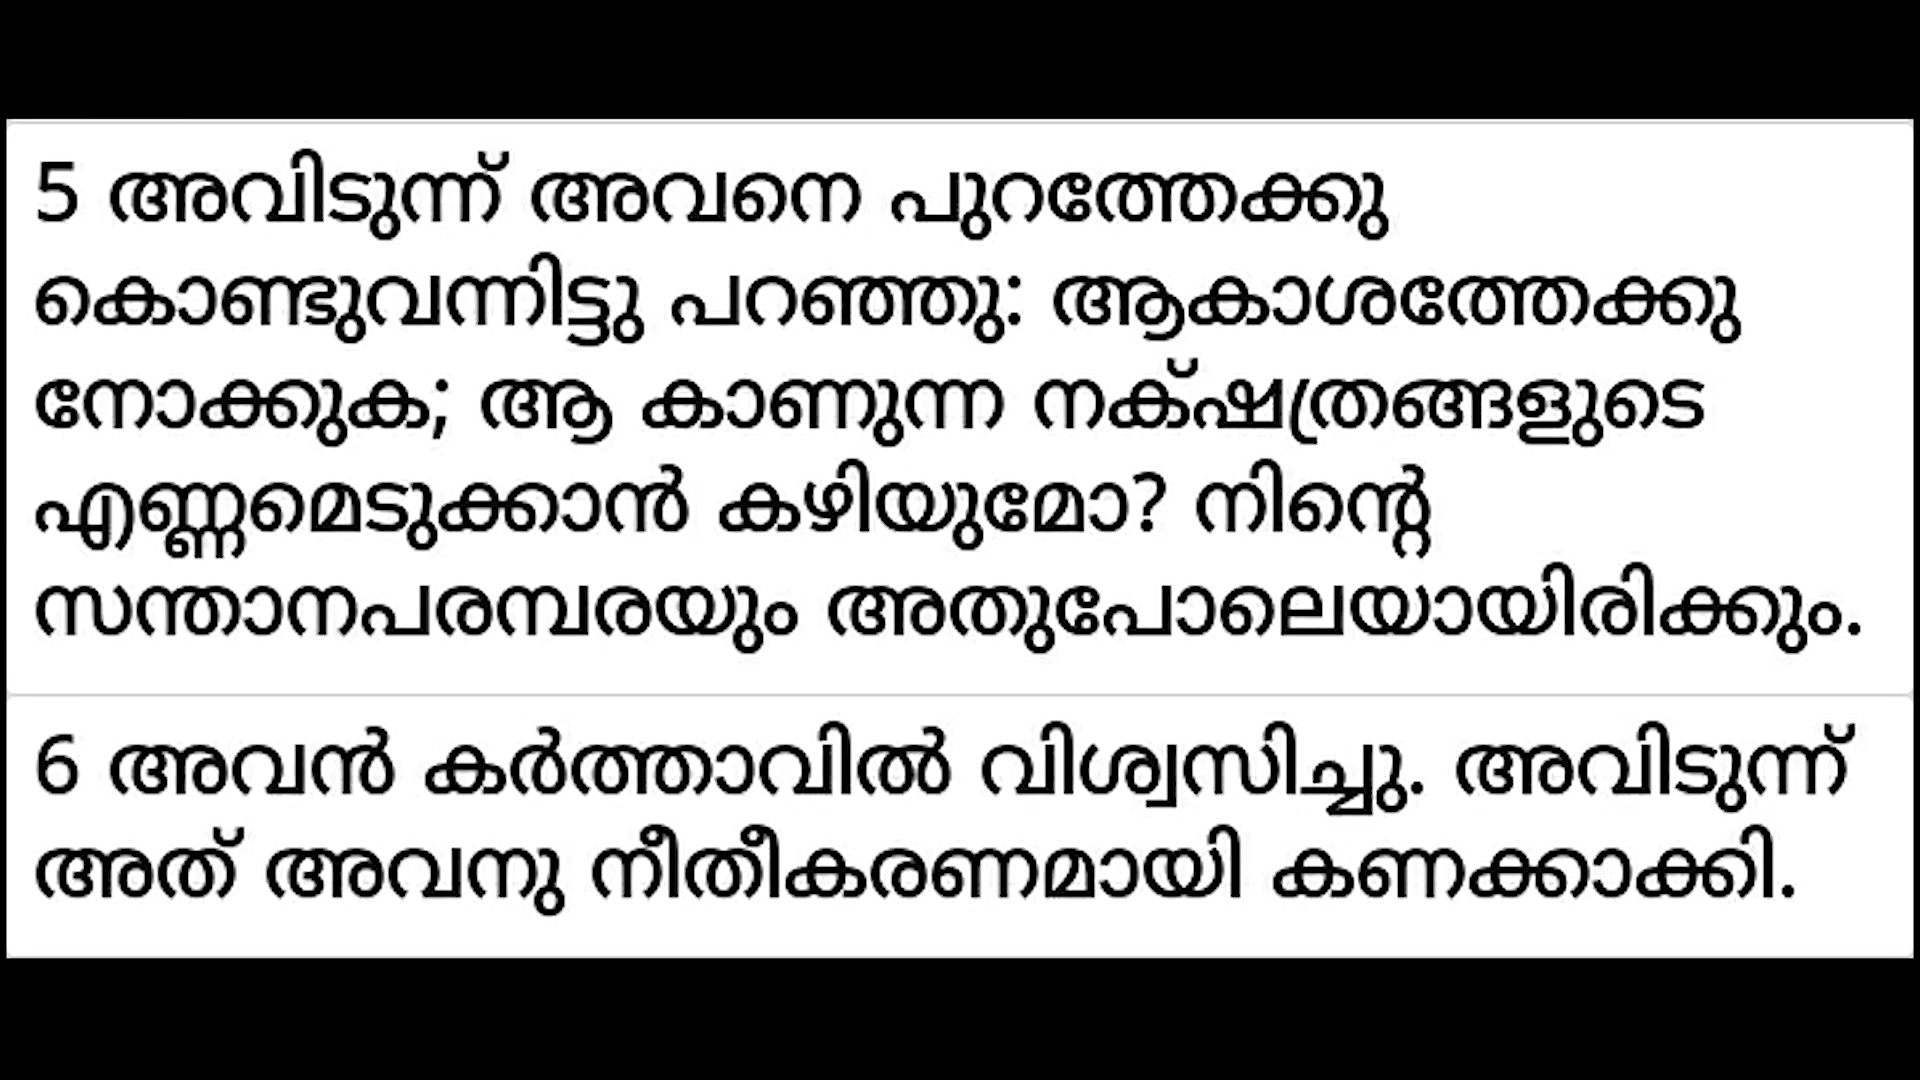 5 അവിടുന്ന് അവനെ പുറത്തേക്കു
കൊണ്ടുവന്നിട്ടു പറഞ്ഞു: ആകാശത്തേക്കു
നോക്കുക; ആ കാണുന്ന നക്‌ഷത്രങ്ങളുടെ
എണ്ണമെടുക്കാൻ കഴിയുമോ? നിന്റെ
സന്താനപരമ്പരയും അതുപോലെയായിരിക്കും.
6 അവൻ കർത്താവിൽ വിശ്വസിച്ചു. അവിടുന്ന്
അത് അവനു നീതീകരണമായി കണക്കാക്കി.